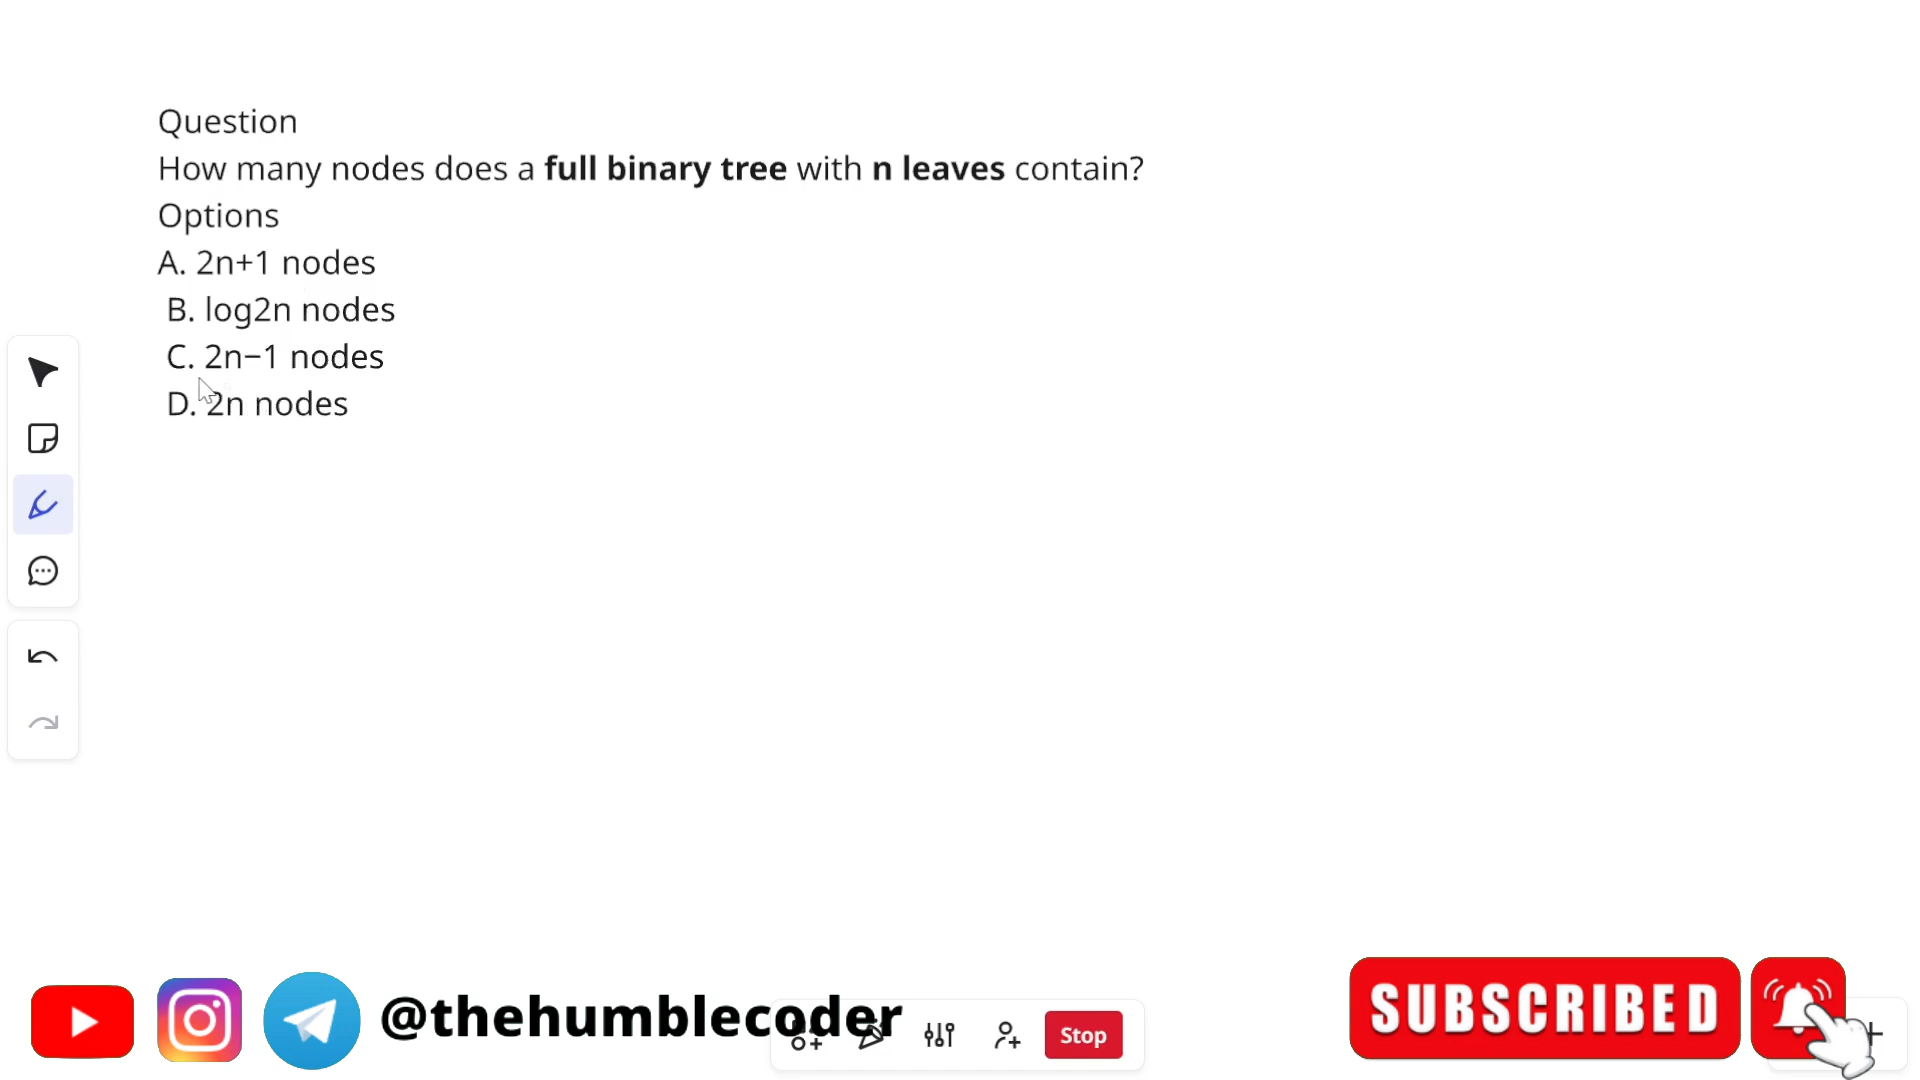 Question
How many nodes does a full binary tree with n leaves contain?
Options
A. 2n+1 nodes
B. log2n nodes
C. 2n−1 nodes
D. 2n nodes
@thehumblecoder
Stop
SUBSCRIBED